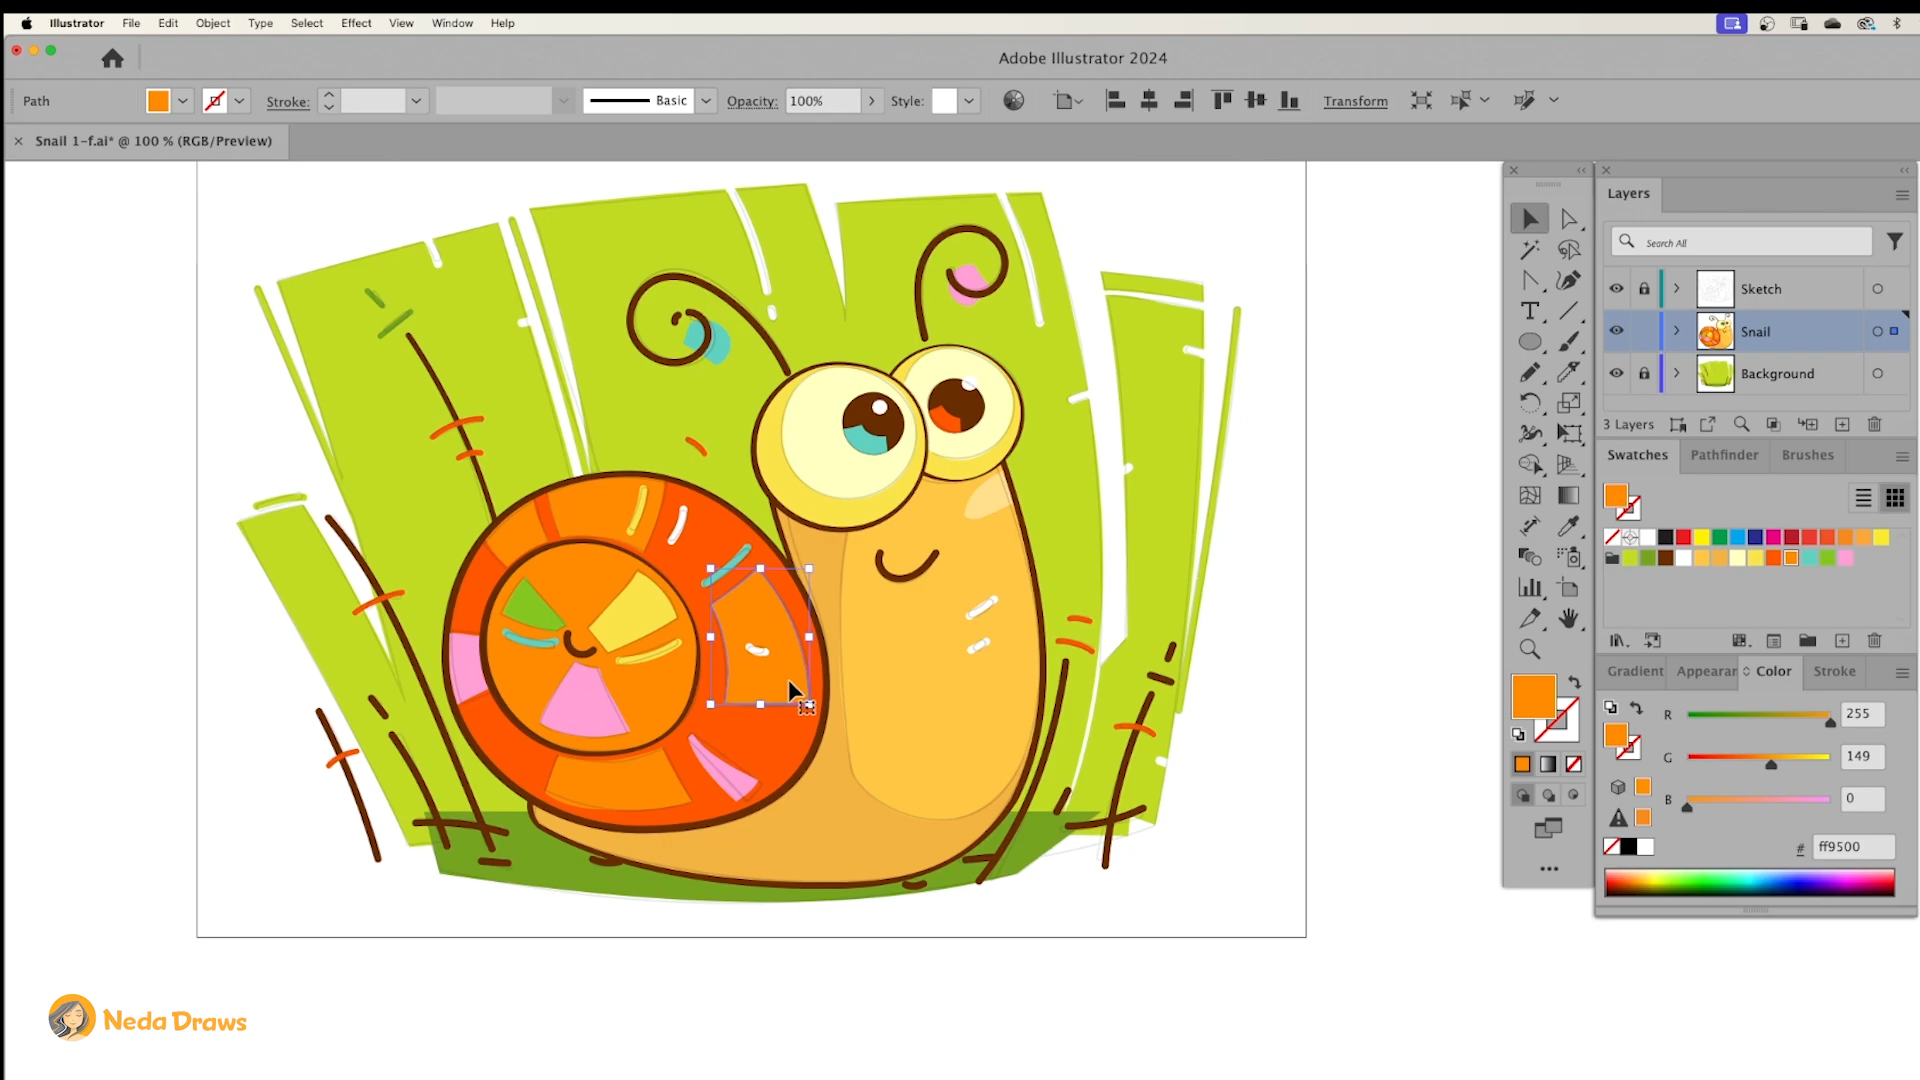 Illustrator File Edit Object Type Select Effect View Window Help
Adobe Illustrator 2024
Path Stroke: Basic Opacity: 100% Style: Transform
× Snail 1-f.ai* @ 100 % (RGB/Preview)
Layers
Search All
Sketch
Snail
Background
3 Layers
Swatches Pathfinder Brushes
Gradient Appearar Color Stroke
R 255
G 149
B 0
# ff9500
Neda Draws